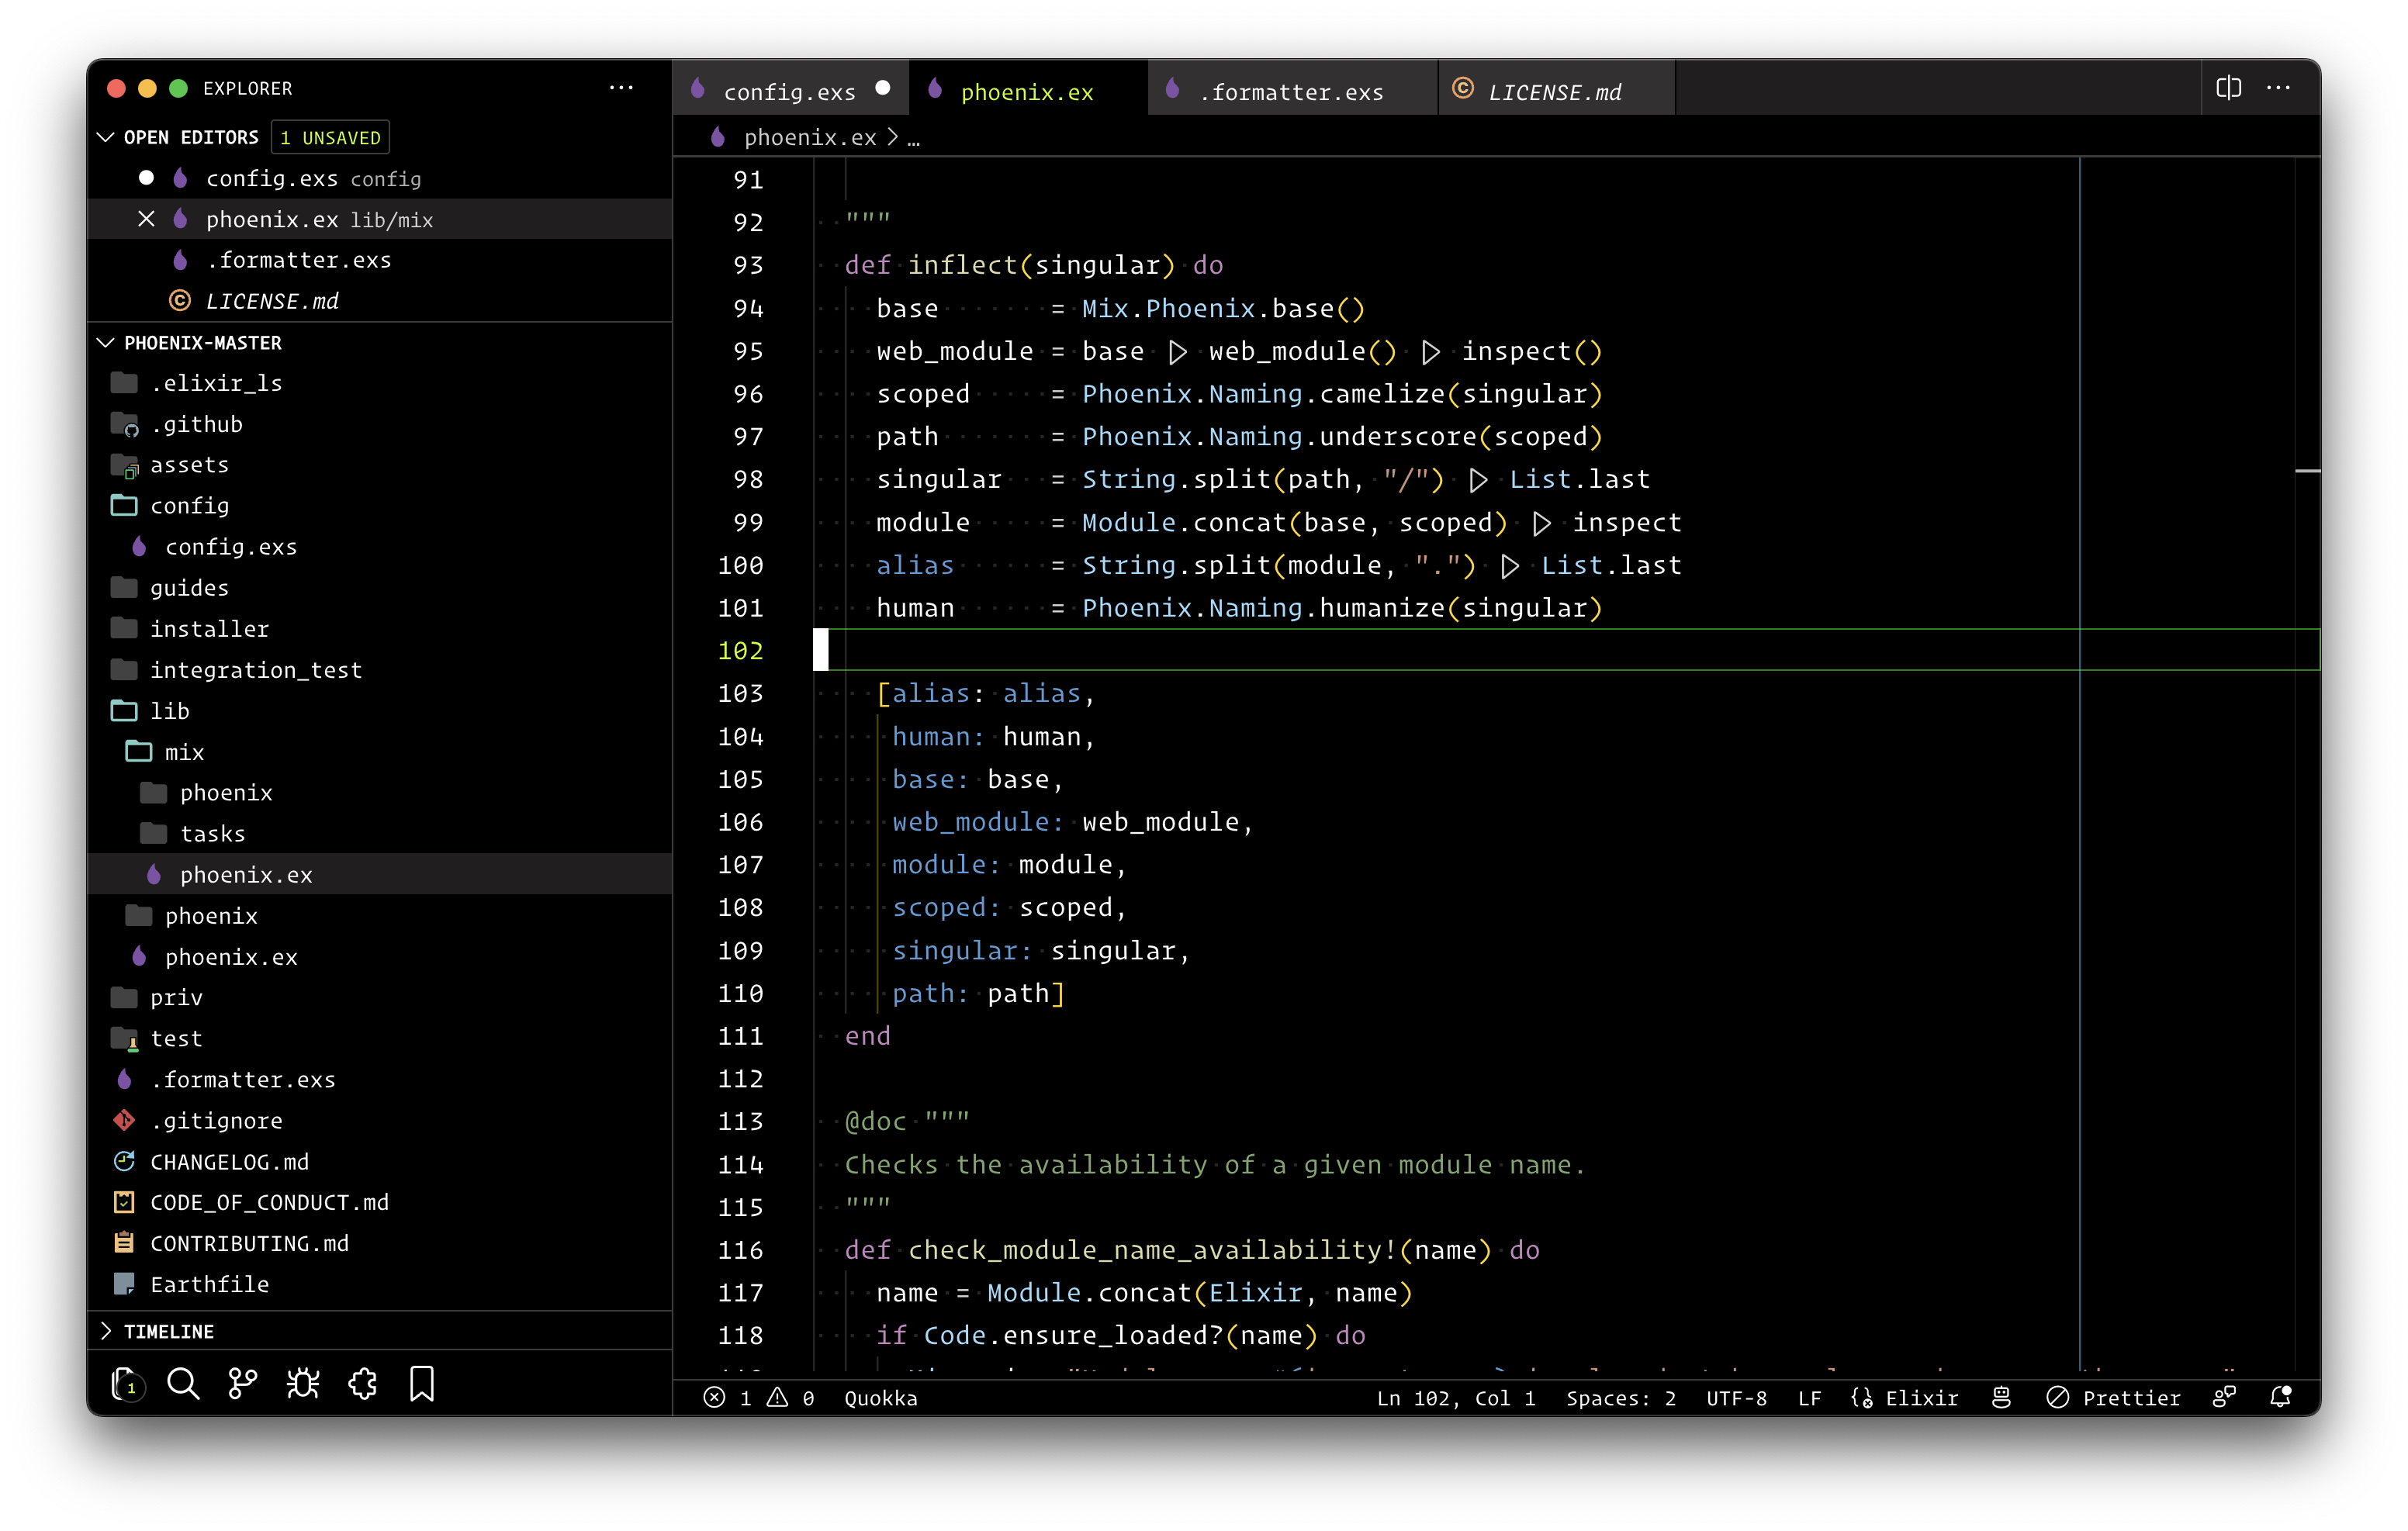 EXPLORER
OPEN EDITORS 1 UNSAVED
config.exs config
phoenix.ex lib/mix
.formatter.exs
LICENSE.md
PHOENIX-MASTER
.elixir_ls
.github
assets
config
config.exs
guides
installer
integration_test
lib
mix
phoenix
tasks
phoenix.ex
phoenix
phoenix.ex
priv
test
.formatter.exs
.gitignore
CHANGELOG.md
CODE_OF_CONDUCT.md
CONTRIBUTING.md
Earthfile
TIMELINE
1
config.exs phoenix.ex .formatter.exs LICENSE.md
phoenix.ex > …
91
92 """
93 def inflect(singular) do
94 base = Mix.Phoenix.base()
95 web_module = base |> web_module() |> inspect()
96 scoped = Phoenix.Naming.camelize(singular)
97 path = Phoenix.Naming.underscore(scoped)
98 singular = String.split(path, "/") |> List.last
99 module = Module.concat(base, scoped) |> inspect
100 alias = String.split(module, ".") |> List.last
101 human = Phoenix.Naming.humanize(singular)
102
103 [alias: alias,
104 human: human,
105 base: base,
106 web_module: web_module,
107 module: module,
108 scoped: scoped,
109 singular: singular,
110 path: path]
111 end
112
113 @doc """
114 Checks the availability of a given module name.
115 """
116 def check_module_name_availability!(name) do
117 name = Module.concat(Elixir, name)
118 if Code.ensure_loaded?(name) do
1 0 Quokka Ln 102, Col 1 Spaces: 2 UTF-8 LF Elixir Prettier